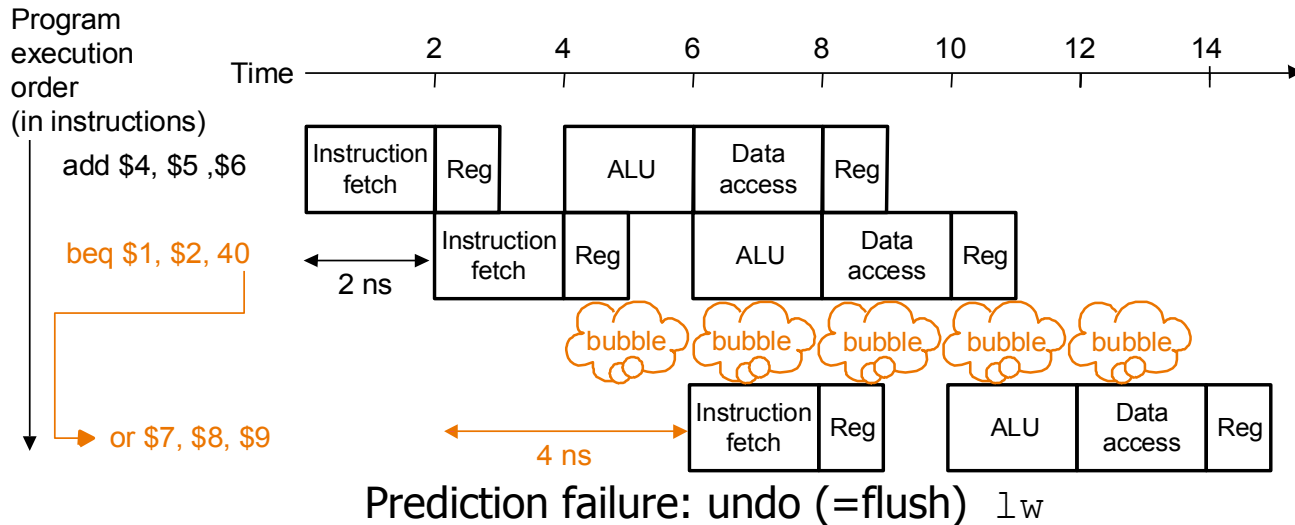 Program
execution
order
(in instructions)
Time
2 4 6 8 10 12 14
add $4, $5 ,$6
Instruction
fetch
Reg
ALU
Data
access
Reg
beq $1, $2, 40
2 ns
Instruction
fetch
Reg
ALU
Data
access
Reg
bubble bubble bubble bubble bubble
or $7, $8, $9
4 ns
Instruction
fetch
Reg
ALU
Data
access
Reg
Prediction failure: undo (=flush) lw